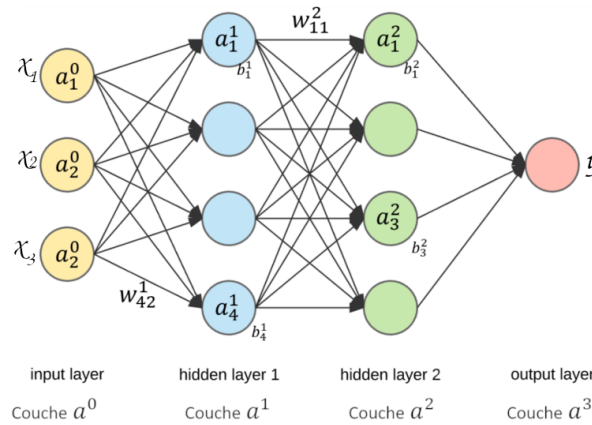 w₁₁²
x₁ a₁⁰ a₁¹ b₁¹ a₁² b₁²
x₂ a₂⁰
x₃ a₂⁰ a₃² b₃²
w₄₂¹ a₄¹ b₄¹
input layer hidden layer 1 hidden layer 2 output layer
Couche a⁰ Couche a¹ Couche a² Couche a³